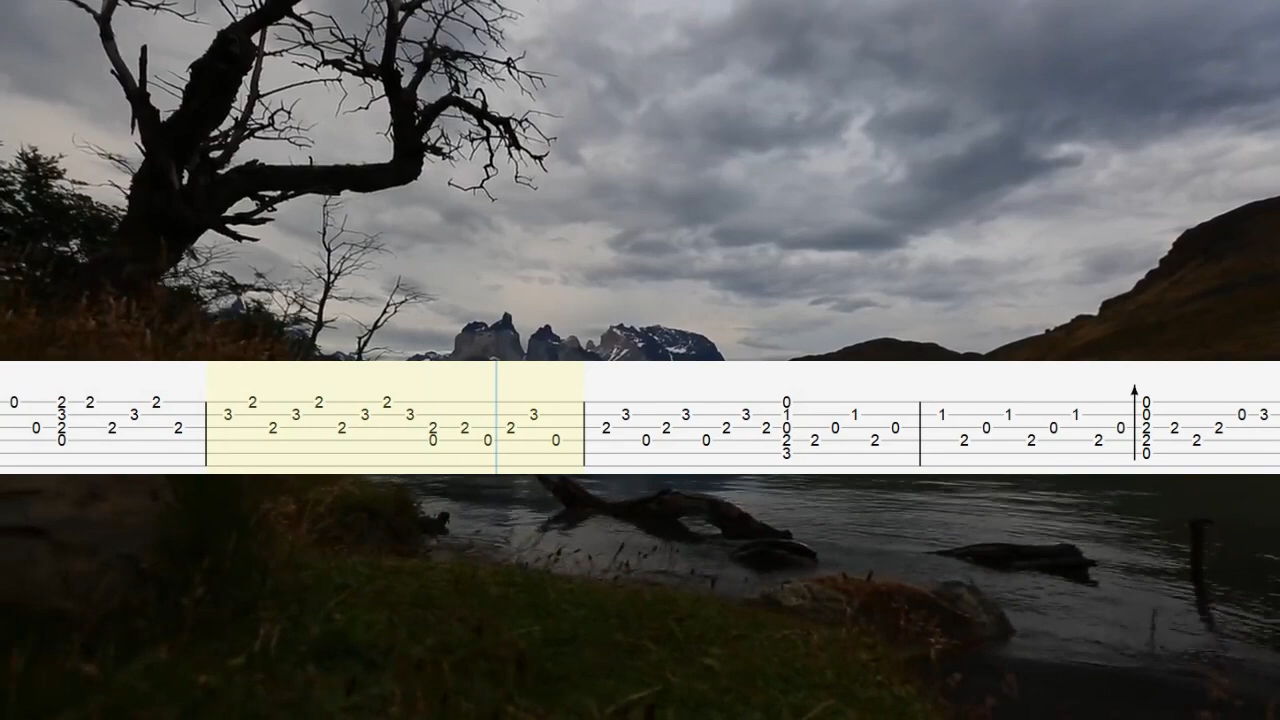 0 2 2 2 2 2 2 0 0
3 3 3 3 3 3 3 3 3 3 1 1 1 1 1 0 0 3
0 2 2 2 2 2 2 2 2 2 2 2 2 0 0 0 0 0 2 2 2
0 0 0 0 0 0 2 2 2 2 2 2 2 2
3 0